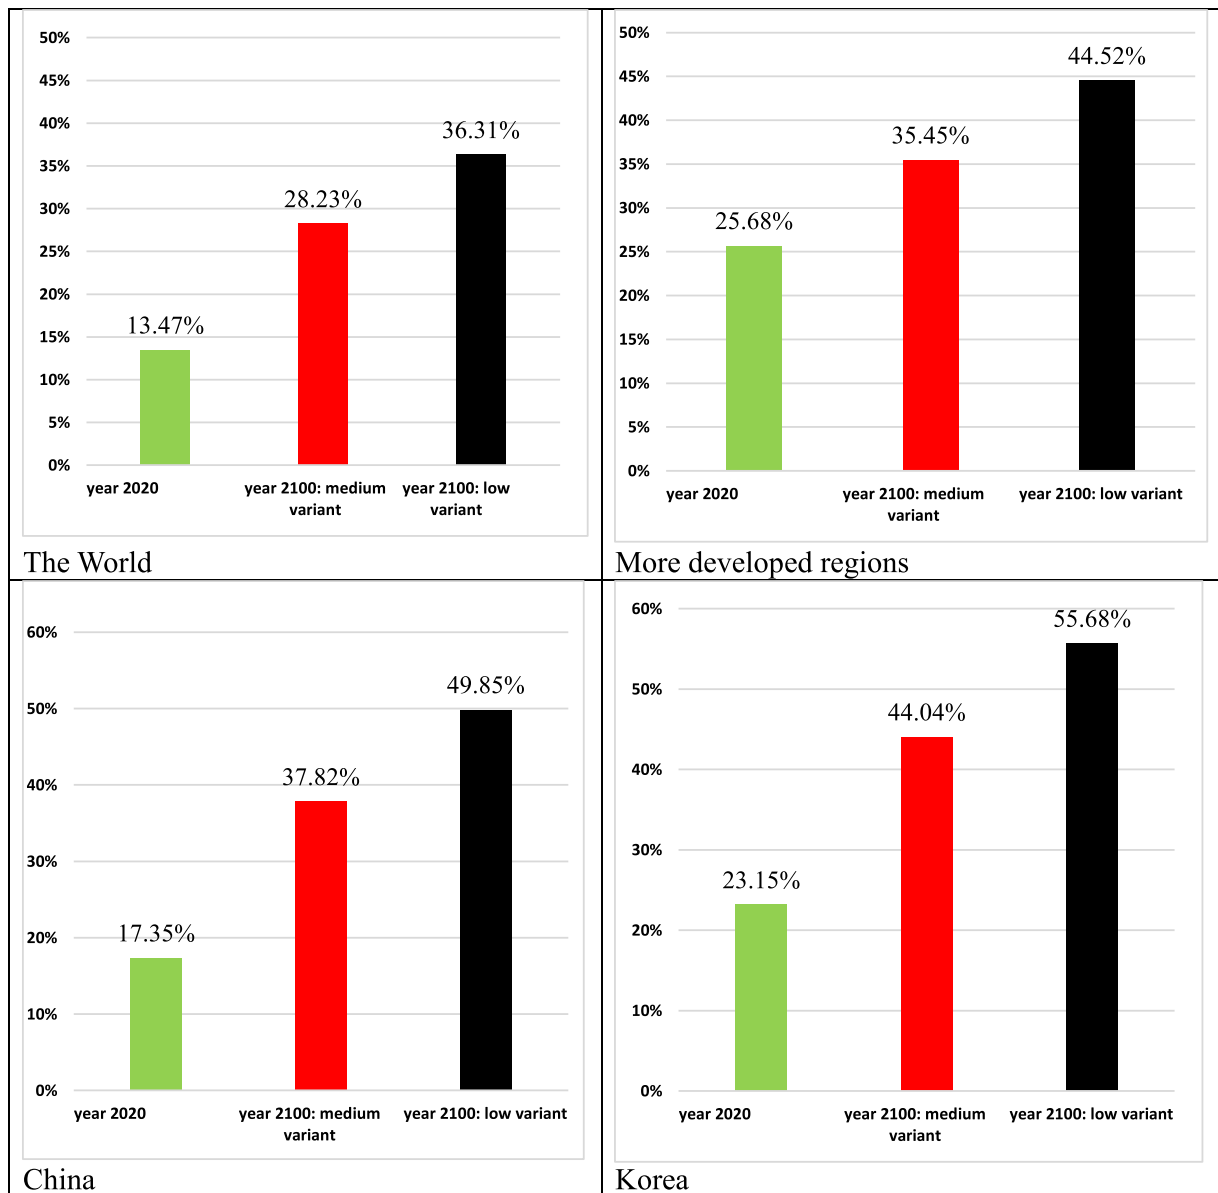 50%
45%
40%
35%
30%
25%
20%
15%
10%
5%
0%
13.47%
28.23%
36.31%
year 2020
year 2100: medium
variant
year 2100: low
variant
The World
50%
45%
40%
35%
30%
25%
20%
15%
10%
5%
0%
25.68%
35.45%
44.52%
year 2020
year 2100: medium
variant
year 2100: low variant
More developed regions
60%
50%
40%
30%
20%
10%
0%
17.35%
37.82%
49.85%
year 2020
year 2100: medium
variant
year 2100: low variant
China
60%
50%
40%
30%
20%
10%
0%
23.15%
44.04%
55.68%
year 2020
year 2100: medium
variant
year 2100: low variant
Korea